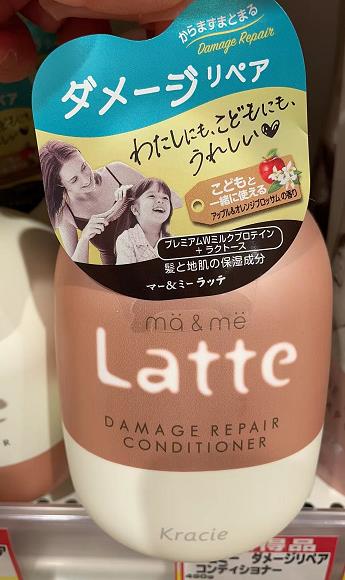 からまずまとまる
Damage Repair
ダメージリペア
わたしにも、こどもにも、
うれしい
こどもと
一緒に使える
アップル&オレンジブロッサムの香り
プレミアムWミルクプロテイン
+ラクトース
髪と地肌の保湿成分
マー&ミー ラッテ
mä & më
Latte
DAMAGE REPAIR
CONDITIONER
Kracie
得品
ダメージリペア
コンディショナー
490g